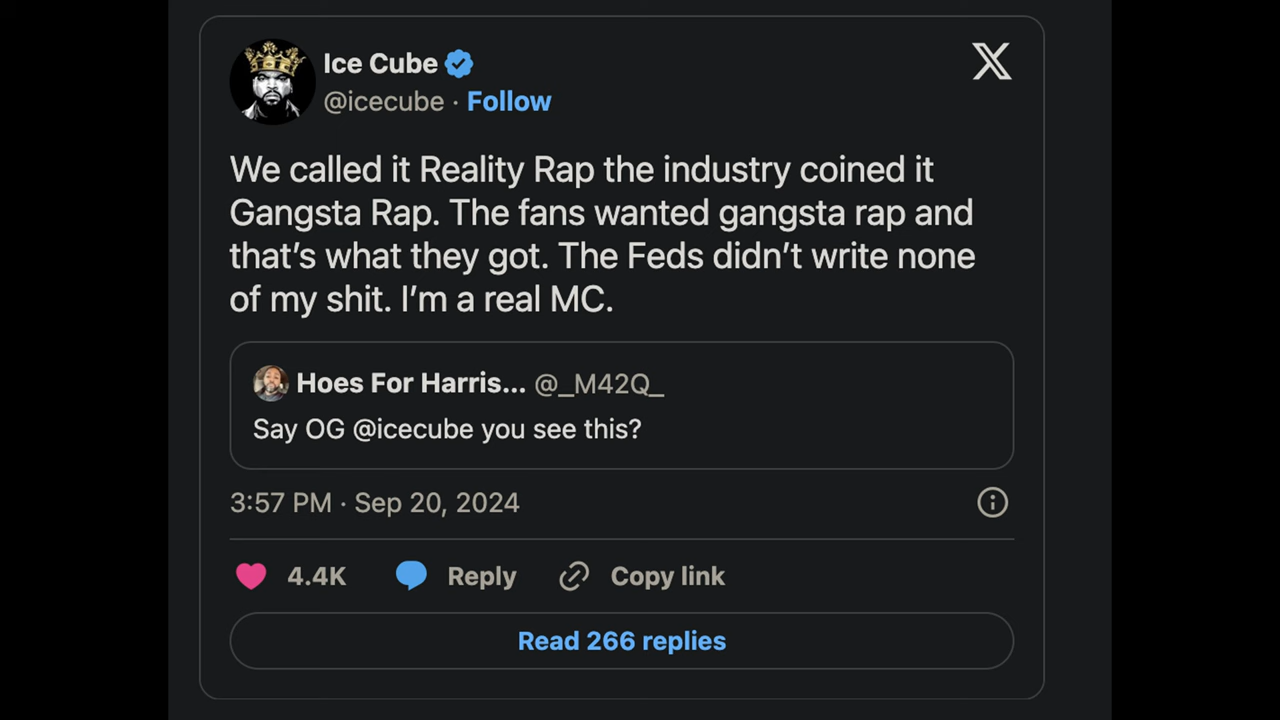 Ice Cube
@icecube · Follow
We called it Reality Rap the industry coined it
Gangsta Rap. The fans wanted gangsta rap and
that's what they got. The Feds didn't write none
of my shit. I'm a real MC.
Hoes For Harris... @_M42Q_
Say OG @icecube you see this?
3:57 PM · Sep 20, 2024
4.4K Reply Copy link
Read 266 replies